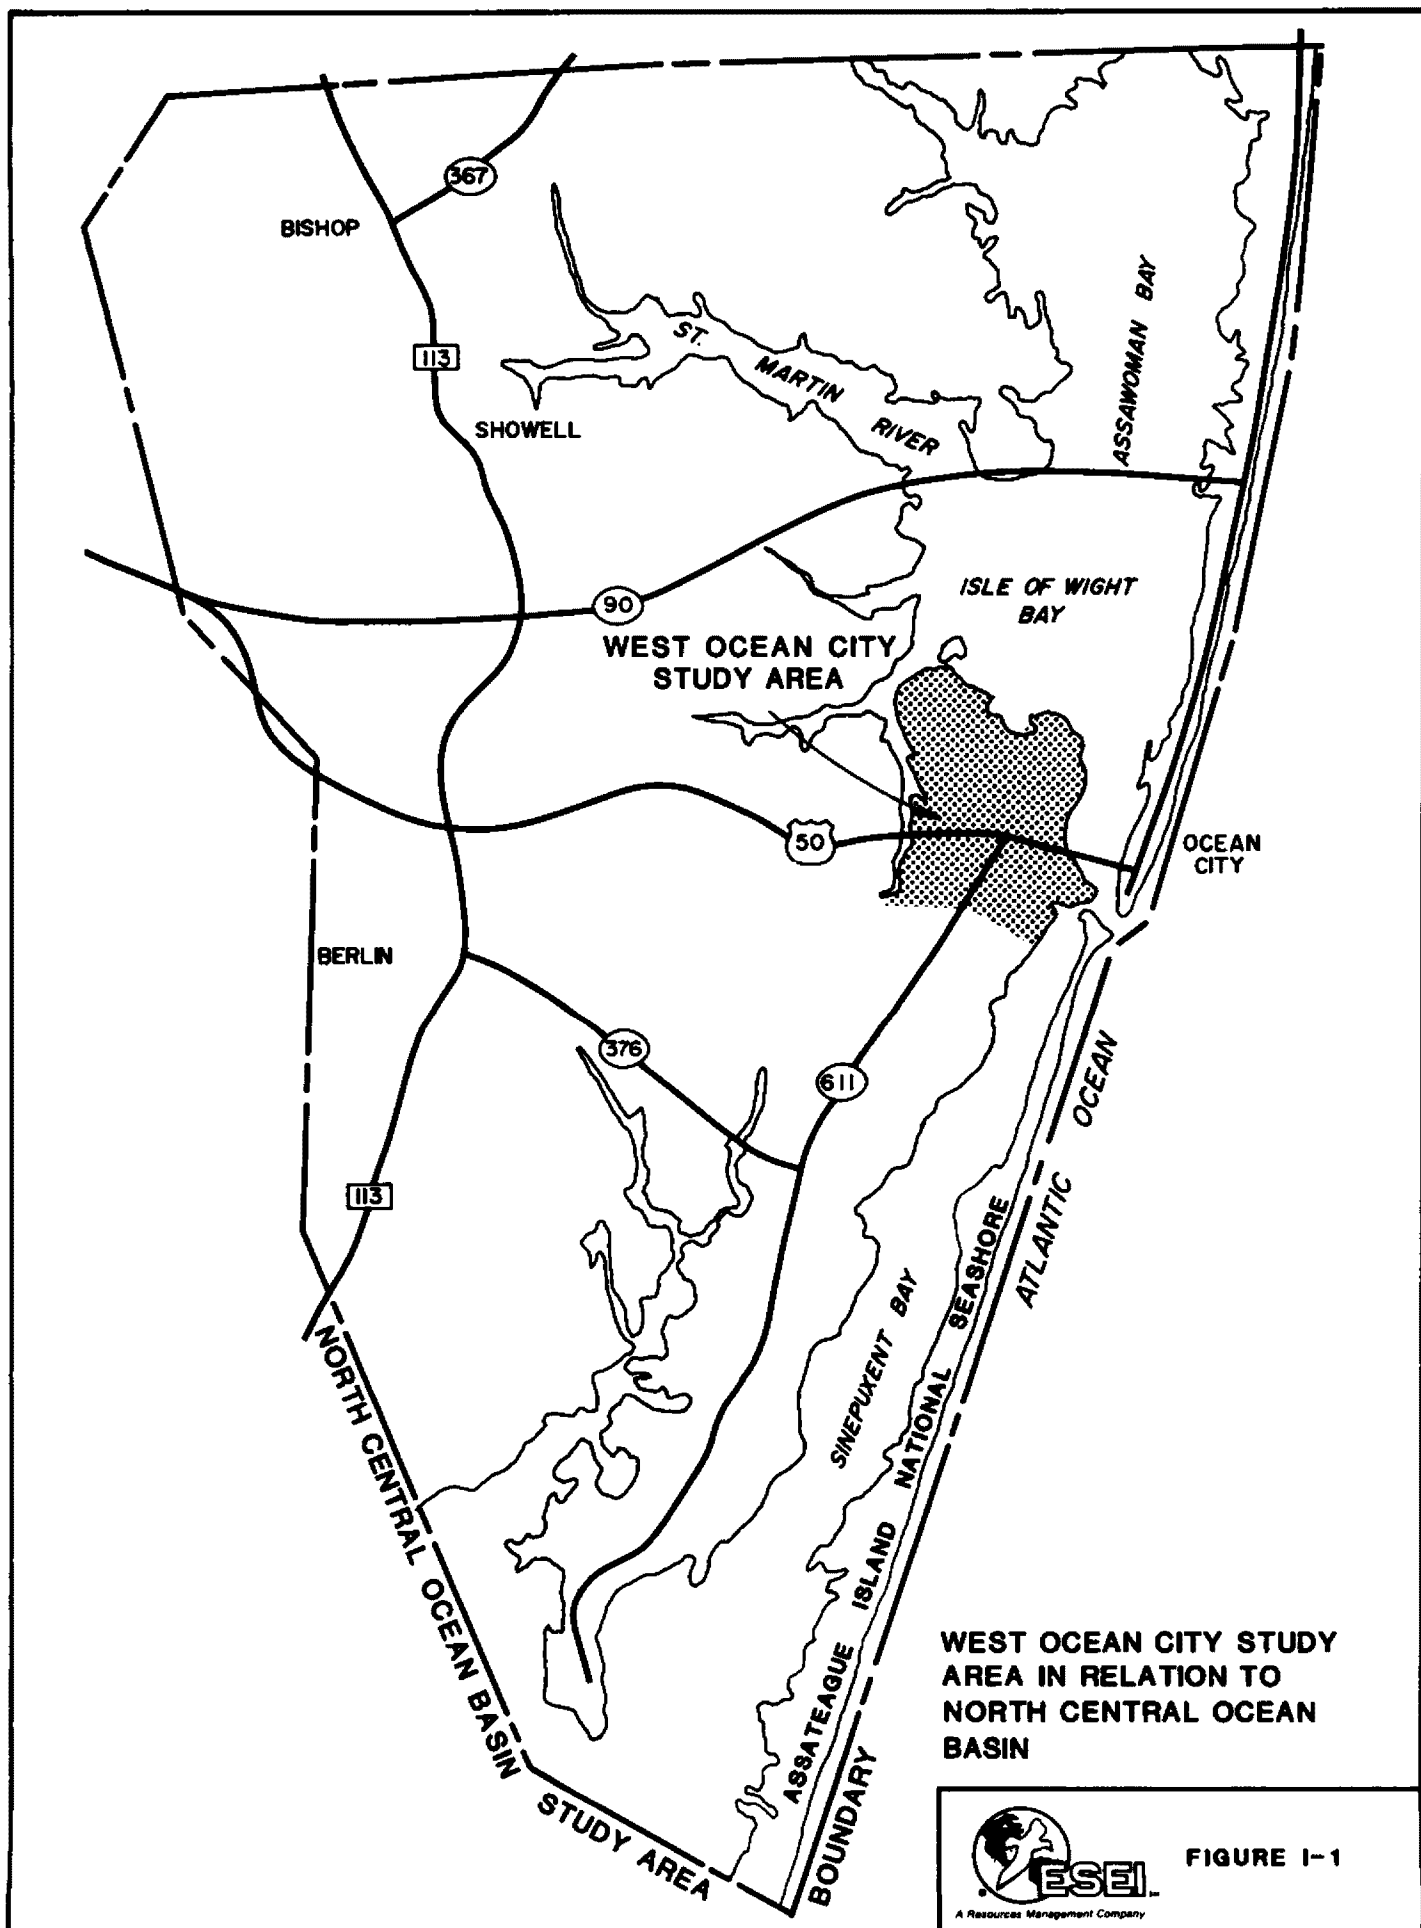 367
BISHOP
113
SHOWELL
ST. MARTIN RIVER
ASSAWOMAN BAY
90
ISLE OF WIGHT
BAY
WEST OCEAN CITY
STUDY AREA
50
OCEAN
CITY
BERLIN
376
611
113
ATLANTIC OCEAN
SINEPUXENT BAY
ASSATEAGUE ISLAND NATIONAL SEASHORE
NORTH CENTRAL OCEAN BASIN
STUDY AREA
BOUNDARY
WEST OCEAN CITY STUDY
AREA IN RELATION TO
NORTH CENTRAL OCEAN
BASIN
ESEI
A Resources Management Company
FIGURE I-1